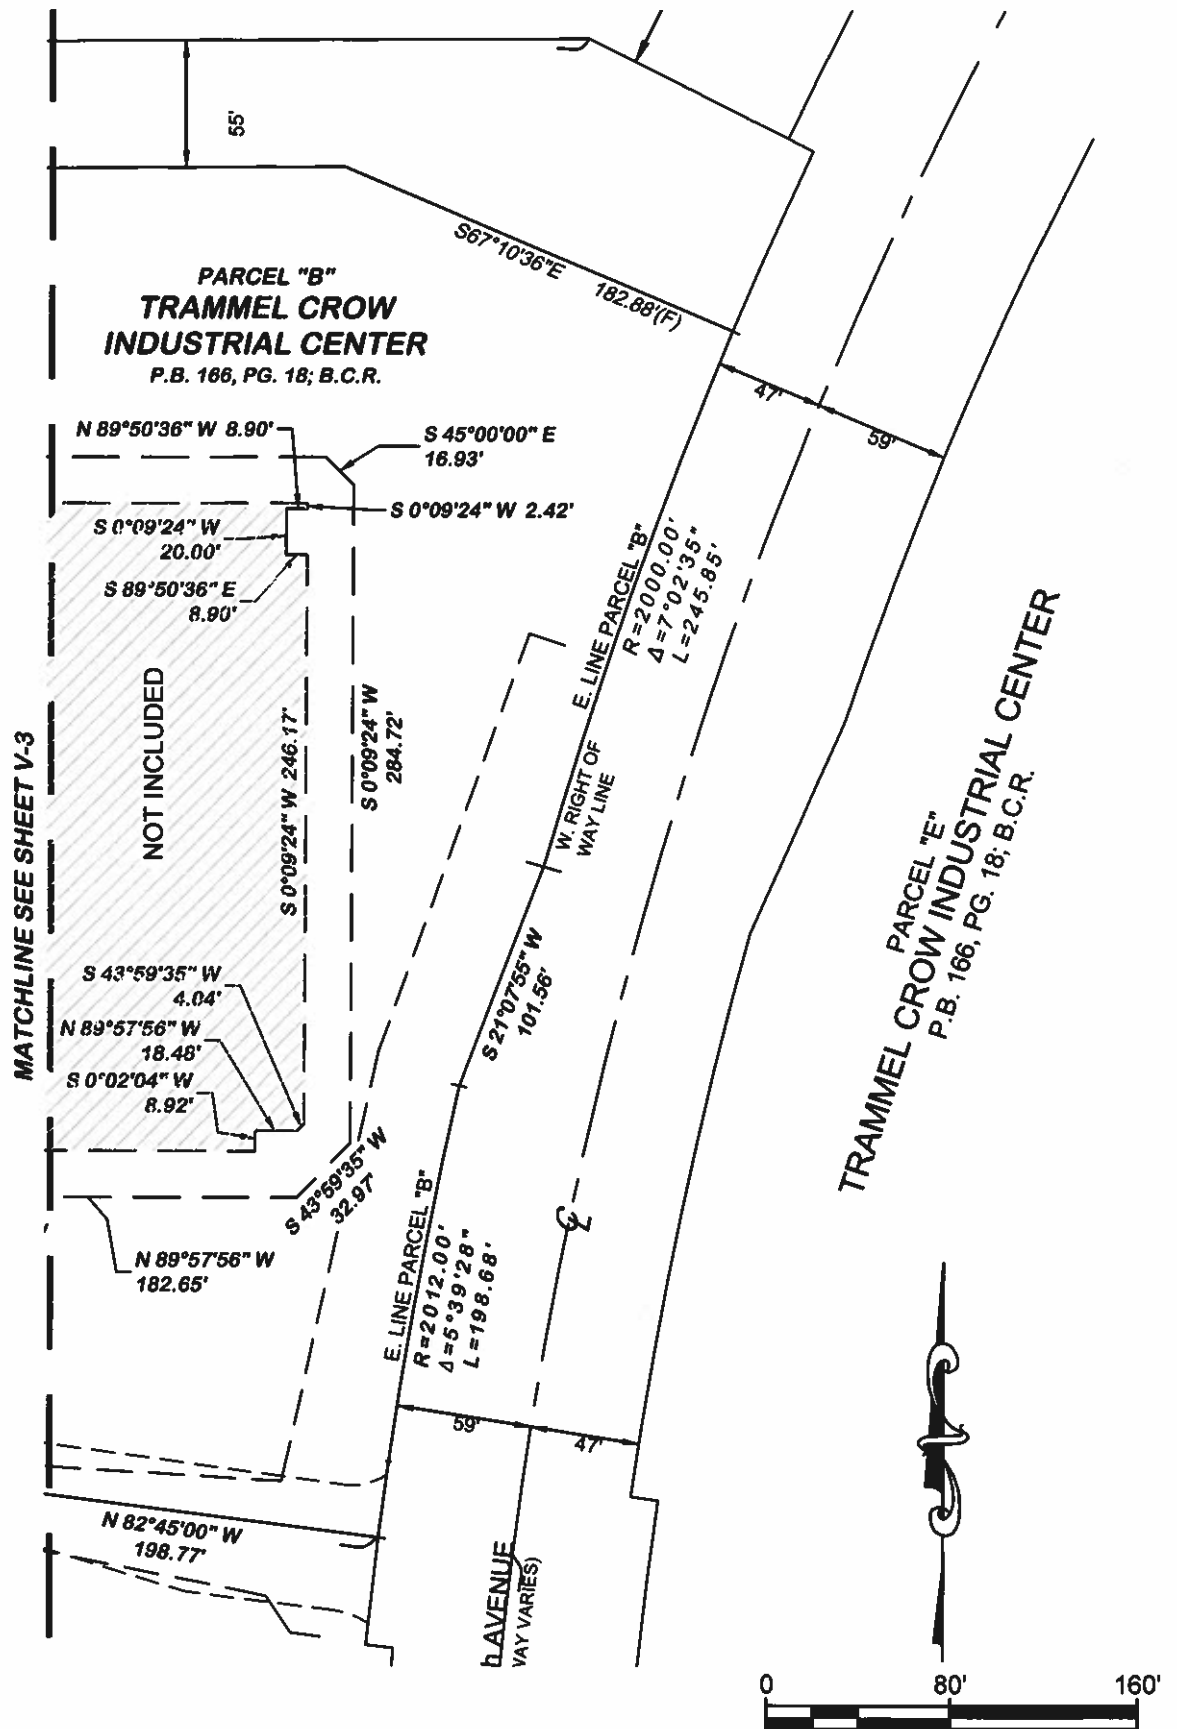 55'
S67°10'36"E 182.88'(F)
PARCEL "B"
TRAMMEL CROW
INDUSTRIAL CENTER
P.B. 166, PG. 18; B.C.R.
47'
59'
N 89°50'36" W 8.90'
S 45°00'00" E
16.93'
S 0°09'24" W 2.42'
S 0°09'24" W
20.00'
S 89°50'36" E
8.90'
E. LINE PARCEL "B"
R=2000.00'
Δ=7°02'35"
L=245.85'
NOT INCLUDED
S 0°09'24" W 246.17'
S 0°09'24" W
284.72'
W. RIGHT OF
WAY LINE
MATCHLINE SEE SHEET V-3
PARCEL "E"
TRAMMEL CROW INDUSTRIAL CENTER
P.B. 166, PG. 18; B.C.R.
S 21°07'55" W
101.56'
S 43°59'35" W
4.04'
N 89°57'56" W
18.48'
S 0°02'04" W
8.92'
S 43°59'35" W
32.97'
N 89°57'56" W
182.65'
E. LINE PARCEL "B"
R=2012.00'
Δ=5°39'28"
L=198.68'
59'
47'
N 82°45'00" W
198.77'
h AVENUE
VAY VARIES)
0 80' 160'